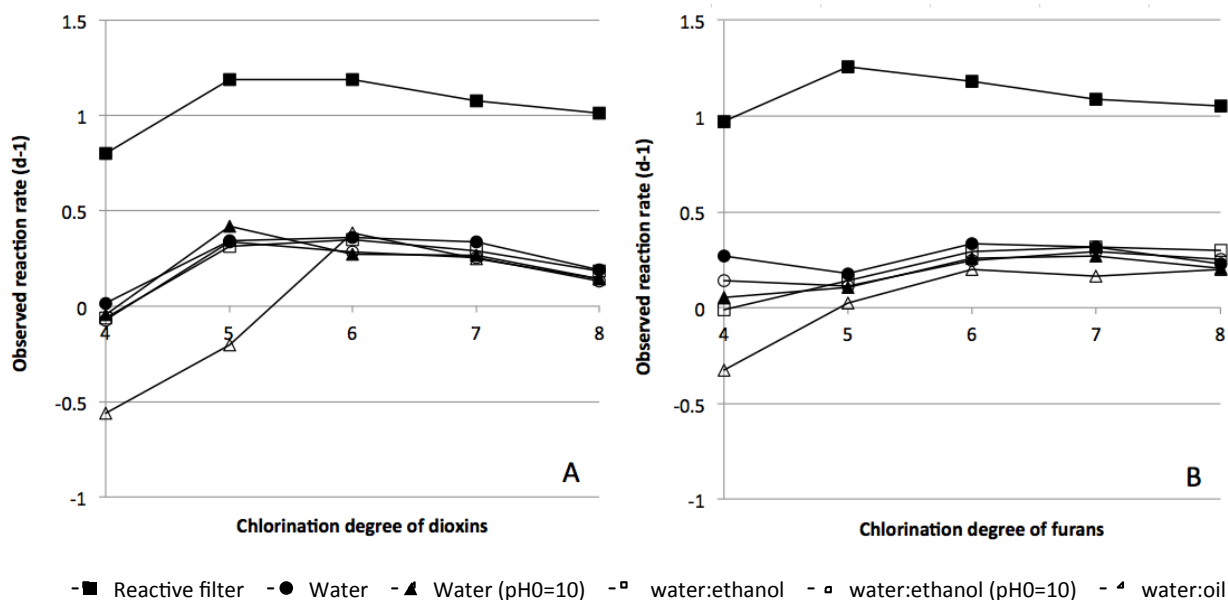 1.5
1
0.5
0
-0.5
-1
4 5 6 7 8
Observed reaction rate (d-1)
A
Chlorination degree of dioxins
1.5
1
0.5
0
-0.5
-1
4 5 6 7 8
Observed reaction rate (d-1)
B
Chlorination degree of furans
Reactive filter Water Water (pH0=10) water:ethanol water:ethanol (pH0=10) water:oil